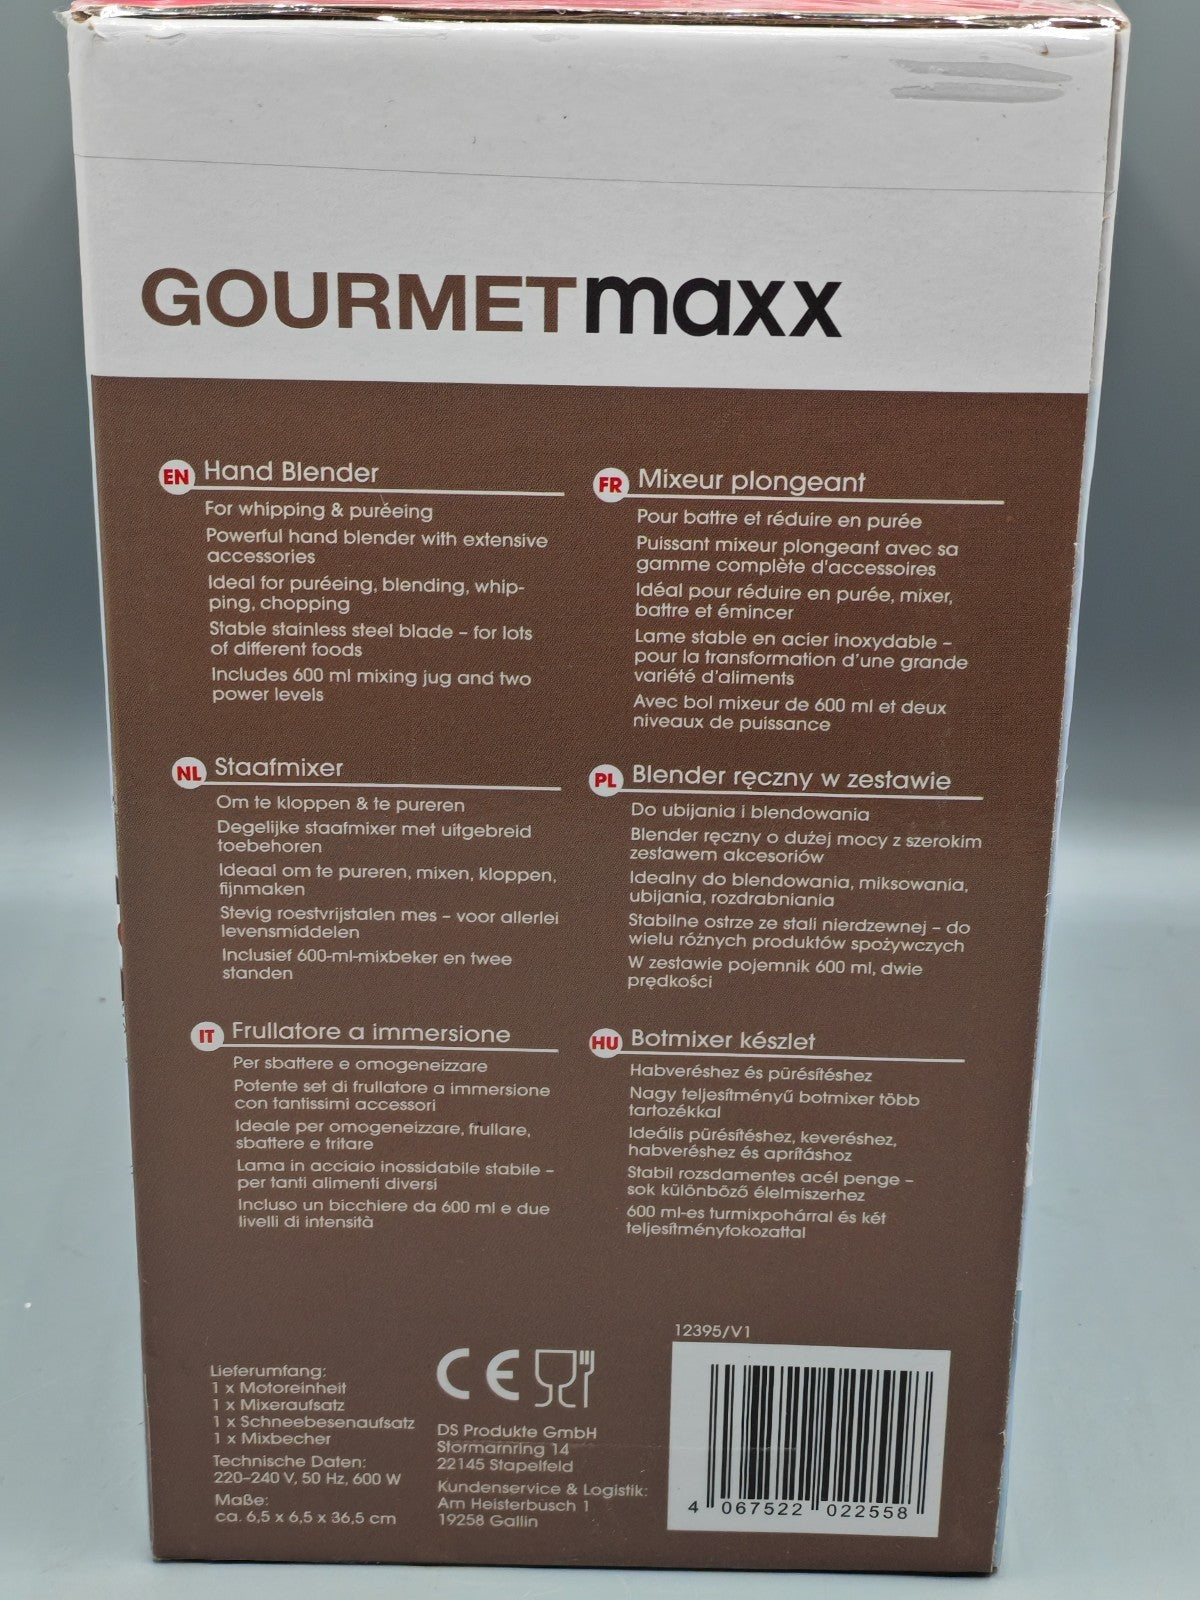 GOURMETmaxx
EN Hand Blender
For whipping & puréeing
Powerful hand blender with extensive
accessories
Ideal for puréeing, blending, whip-
ping, chopping
Stable stainless steel blade – for lots
of different foods
Includes 600 ml mixing jug and two
power levels
FR Mixeur plongeant
Pour battre et réduire en purée
Puissant mixeur plongeant avec sa
gamme complète d'accessoires
Idéal pour réduire en purée, mixer,
battre et émincer
Lame stable en acier inoxydable –
pour la transformation d'une grande
variété d'aliments
Avec bol mixeur de 600 ml et deux
niveaux de puissance
NL Staafmixer
Om te kloppen & te pureren
Degelijke staafmixer met uitgebreid
toebehoren
Ideaal om te pureren, mixen, kloppen,
fijnmaken
Stevig roestvrijstalen mes – voor allerlei
levensmiddelen
Inclusief 600-ml-mixbeker en twee
standen
PL Blender ręczny w zestawie
Do ubijania i blendowania
Blender ręczny o dużej mocy z szerokim
zestawem akcesoriów
Idealny do blendowania, miksowania,
ubijania, rozdrabniania
Stabilne ostrze ze stali nierdzewnej – do
wielu różnych produktów spożywczych
W zestawie pojemnik 600 ml, dwie
prędkości
IT Frullatore a immersione
Per sbattere e omogeneizzare
Potente set di frullatore a immersione
con tantissimi accessori
Ideale per omogeneizzare, frullare,
sbattere e tritare
Lama in acciaio inossidabile stabile –
per tanti alimenti diversi
Incluso un bicchiere da 600 ml e due
livelli di intensità
HU Botmixer készlet
Habveréshez és pürésítéshez
Nagy teljesítményű botmixer több
tartozékkal
Ideális pürésítéshez, keveréshez,
habveréshez és aprításhoz
Stabil rozsdamentes acél penge –
sok különböző élelmiszerhez
600 ml-es turmixpohárral és két
teljesítményfokozattal
Lieferumfang:
1 x Motoreinheit
1 x Mixeraufsatz
1 x Schneebesenaufsatz
1 x Mixbecher
Technische Daten:
220–240 V, 50 Hz, 600 W
Maße:
ca. 6,5 x 6,5 x 36,5 cm
CE
DS Produkte GmbH
Stormarnring 14
22145 Stapelfeld
Kundenservice & Logistik:
Am Heisterbusch 1
19258 Gallin
12395/V1
4 067522 022558